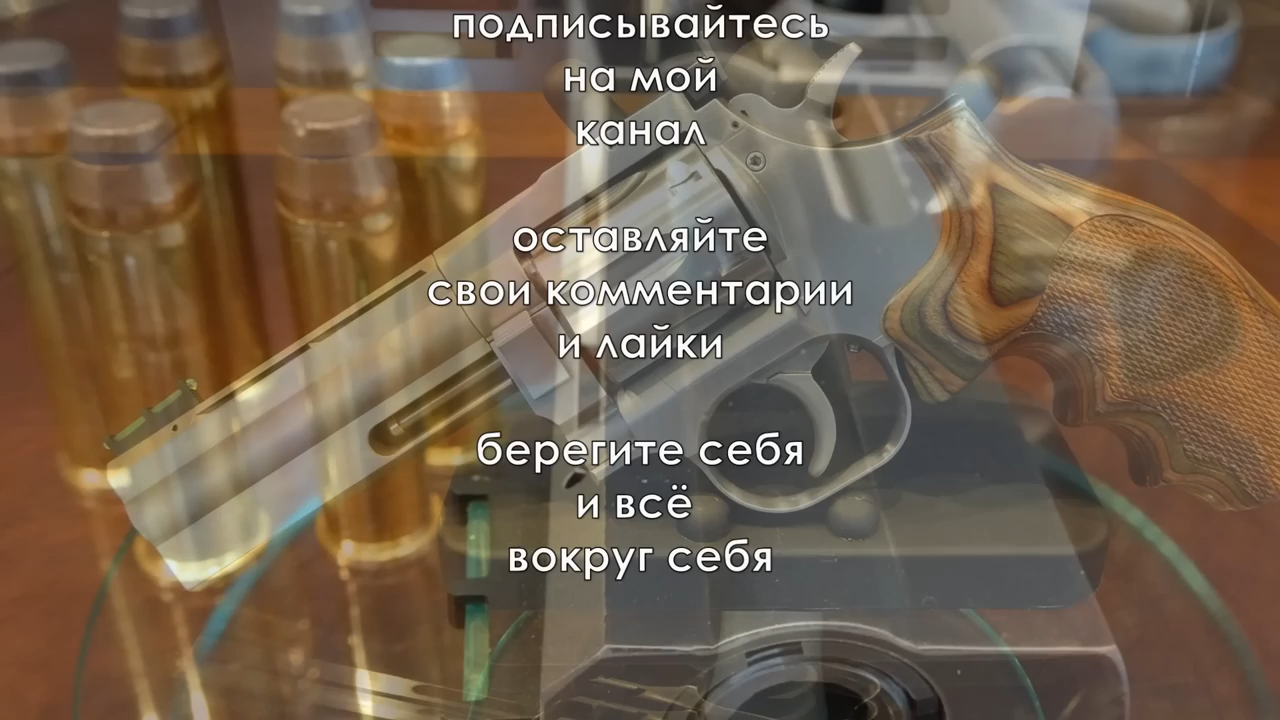 подписывайтесь
на мой
канал
оставляйте
свои комментарии
и лайки
берегите себя
и всё
вокруг себя